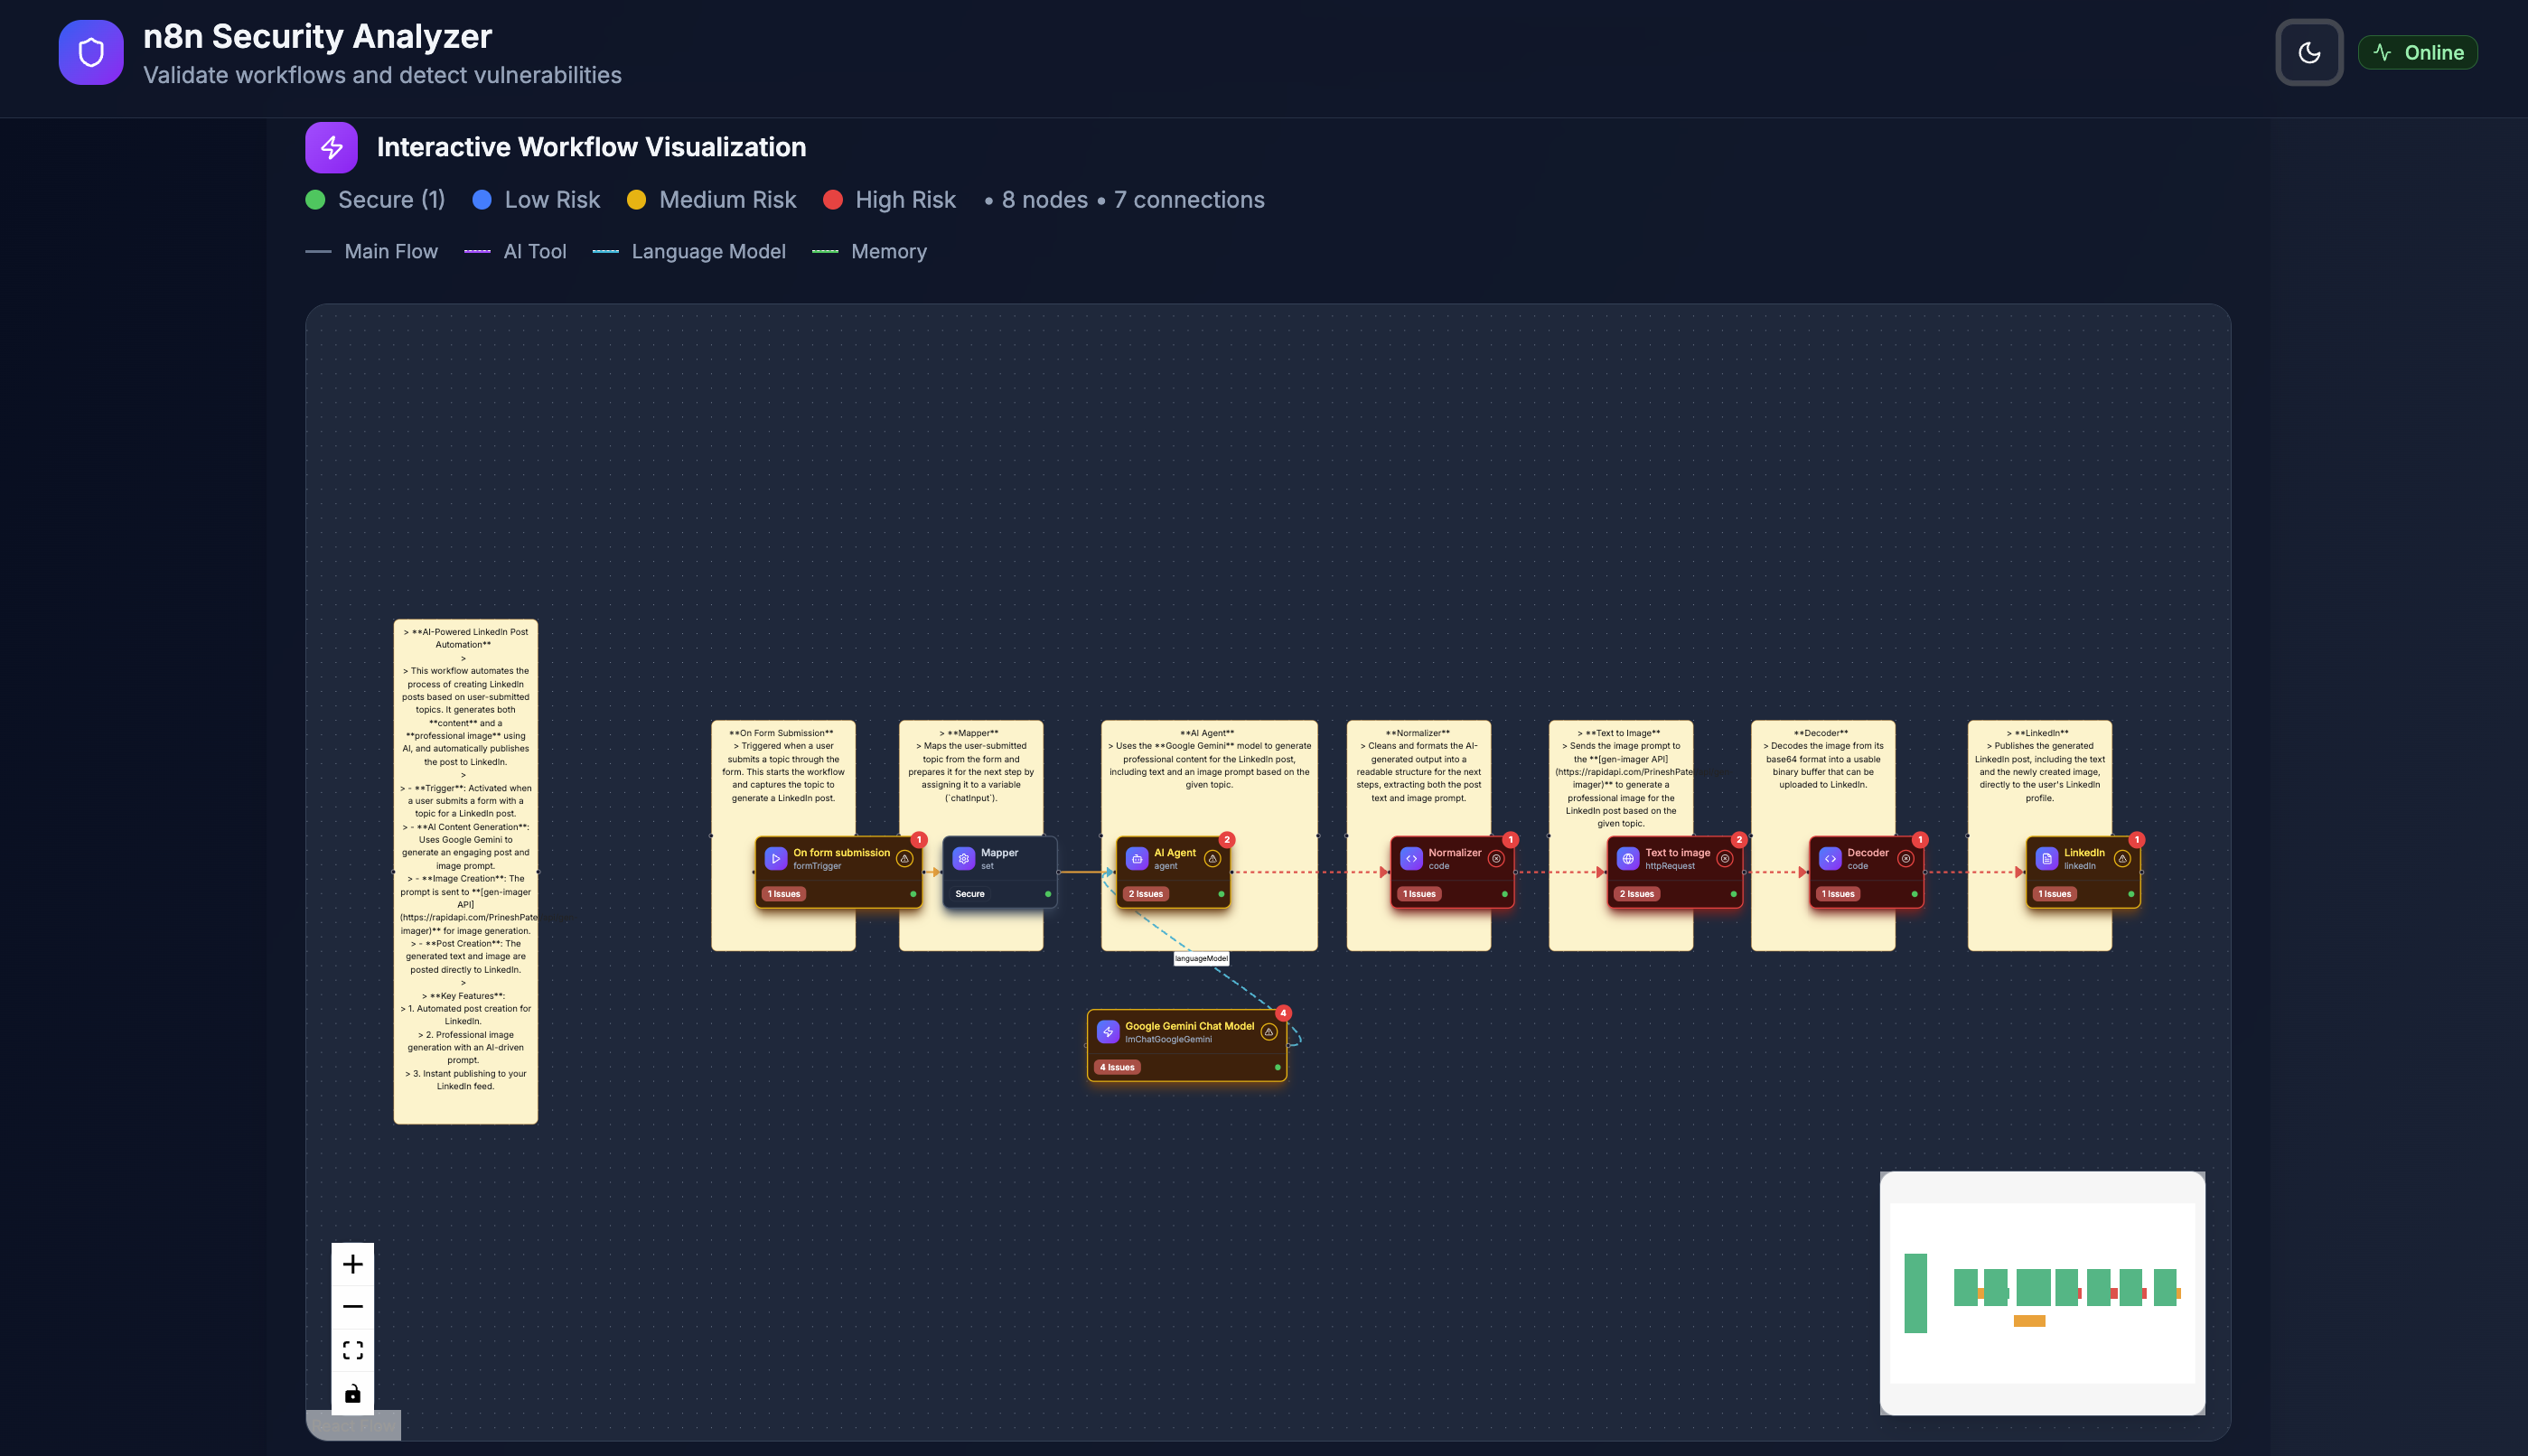 n8n Security Analyzer
Validate workflows and detect vulnerabilities
Online
Interactive Workflow Visualization
Secure (1) Low Risk Medium Risk High Risk • 8 nodes • 7 connections
Main Flow AI Tool Language Model Memory
> **AI-Powered LinkedIn Post
Automation**
>
> This workflow automates the
process of creating LinkedIn
posts based on user-submitted
topics. It generates both
**content** and a
**professional image** using
AI, and automatically publishes
the post to LinkedIn.
>
> - **Trigger**: Activated when
a user submits a form with a
topic for a LinkedIn post.
> - **AI Content Generation**:
Uses Google Gemini to
generate an engaging post and
image prompt.
> - **Image Creation**: The
prompt is sent to **[gen-imager
API]
(https://rapidapi.com/PrineshPate
imager)** for image generation.
> - **Post Creation**: The
generated text and image are
posted directly to LinkedIn.
>
> **Key Features**:
> 1. Automated post creation for
LinkedIn.
> 2. Professional image
generation with an AI-driven
prompt.
> 3. Instant publishing to your
LinkedIn feed.
**On Form Submission**
> Triggered when a user
submits a topic through the
form. This starts the workflow
and captures the topic to
generate a LinkedIn post.
1
On form submission
formTrigger
1 Issues
> **Mapper**
> Maps the user-submitted
topic from the form and
prepares it for the next step by
assigning it to a variable
(`chatInput`).
Mapper
set
Secure
**AI Agent**
> Uses the **Google Gemini** model to generate
professional content for the LinkedIn post,
including text and an image prompt based on the
given topic.
2
AI Agent
agent
2 Issues
languageModel
4
Google Gemini Chat Model
lmChatGoogleGemini
4 Issues
**Normalizer**
> Cleans and formats the AI-
generated output into a
readable structure for the next
steps, extracting both the post
text and image prompt.
1
Normalizer
code
1 Issues
> **Text to Image**
> Sends the image prompt to
the **[gen-imager API]
(https://rapidapi.com/PrineshPate
imager)** to generate a
professional image for the
LinkedIn post based on the
given topic.
2
Text to image
httpRequest
2 Issues
**Decoder**
> Decodes the image from its
base64 format into a usable
binary buffer that can be
uploaded to LinkedIn.
1
Decoder
code
1 Issues
> **LinkedIn**
> Publishes the generated
LinkedIn post, including the text
and the newly created image,
directly to the user's LinkedIn
profile.
1
LinkedIn
linkedIn
1 Issues